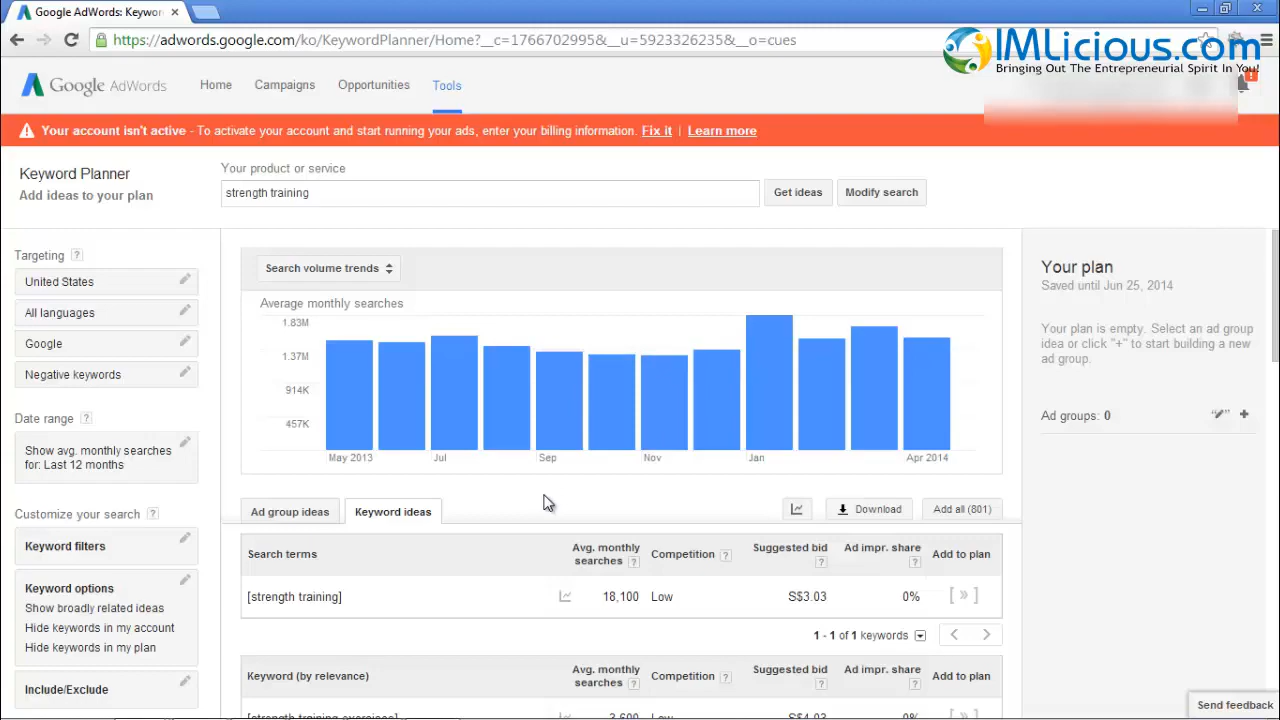 Google AdWords: Keywor
https://adwords.google.com/ko/KeywordPlanner/Home?__c=1766702995&__u=5923326235&__o=cues
IMLicious.com
Bringing Out The Entrepreneurial Spirit In You!
Google AdWords
Home
Campaigns
Opportunities
Tools
Your account isn't active - To activate your account and start running your ads, enter your billing information. Fix it | Learn more
Keyword Planner
Add ideas to your plan
Your product or service
strength training
Get ideas
Modify search
Targeting ?
United States
All languages
Google
Negative keywords
Date range ?
Show avg. monthly searches
for: Last 12 months
Customize your search ?
Keyword filters
Keyword options
Show broadly related ideas
Hide keywords in my account
Hide keywords in my plan
Include/Exclude
Search volume trends
Average monthly searches
1.83M
1.37M
914K
457K
May 2013
Jul
Sep
Nov
Jan
Apr 2014
Ad group ideas
Keyword ideas
Download
Add all (801)
Search terms
Avg. monthly
searches ?
Competition ?
Suggested bid
?
Ad impr. share
?
Add to plan
[strength training]
18,100
Low
S$3.03
0%
1 - 1 of 1 keywords
Keyword (by relevance)
Avg. monthly
searches ?
Competition ?
Suggested bid
?
Ad impr. share
?
Add to plan
[strength training exercises]
3,600
Low
S$4.03
0%
Your plan
Saved until Jun 25, 2014
Your plan is empty. Select an ad group
idea or click "+" to start building a new
ad group.
Ad groups: 0
Send feedback